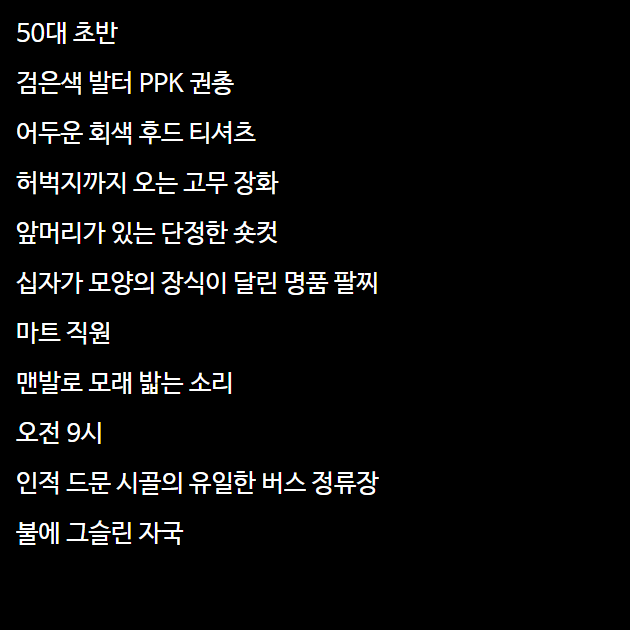 50대 초반
검은색 발터 PPK 권총
어두운 회색 후드 티셔츠
허벅지까지 오는 고무 장화
앞머리가 있는 단정한 숏컷
십자가 모양의 장식이 달린 명품 팔찌
마트 직원
맨발로 모래 밟는 소리
오전 9시
인적 드문 시골의 유일한 버스 정류장
불에 그슬린 자국